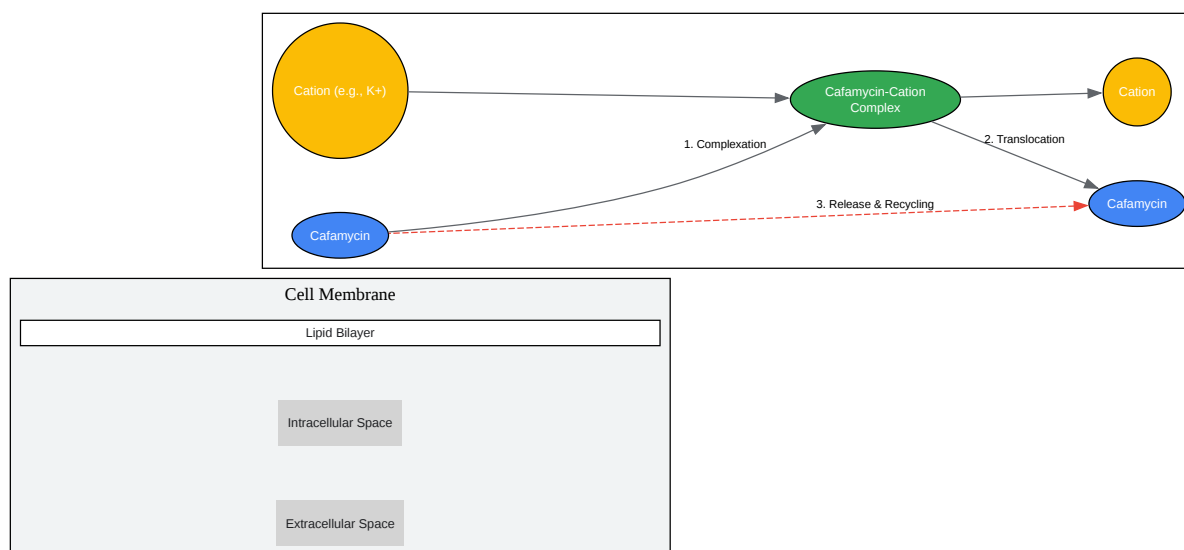 Cation (e.g., K+)
Cafamycin-Cation
Complex
Cation
1. Complexation
2. Translocation
3. Release & Recycling
Cafamycin
Cafamycin
Cell Membrane
Lipid Bilayer
Intracellular Space
Extracellular Space